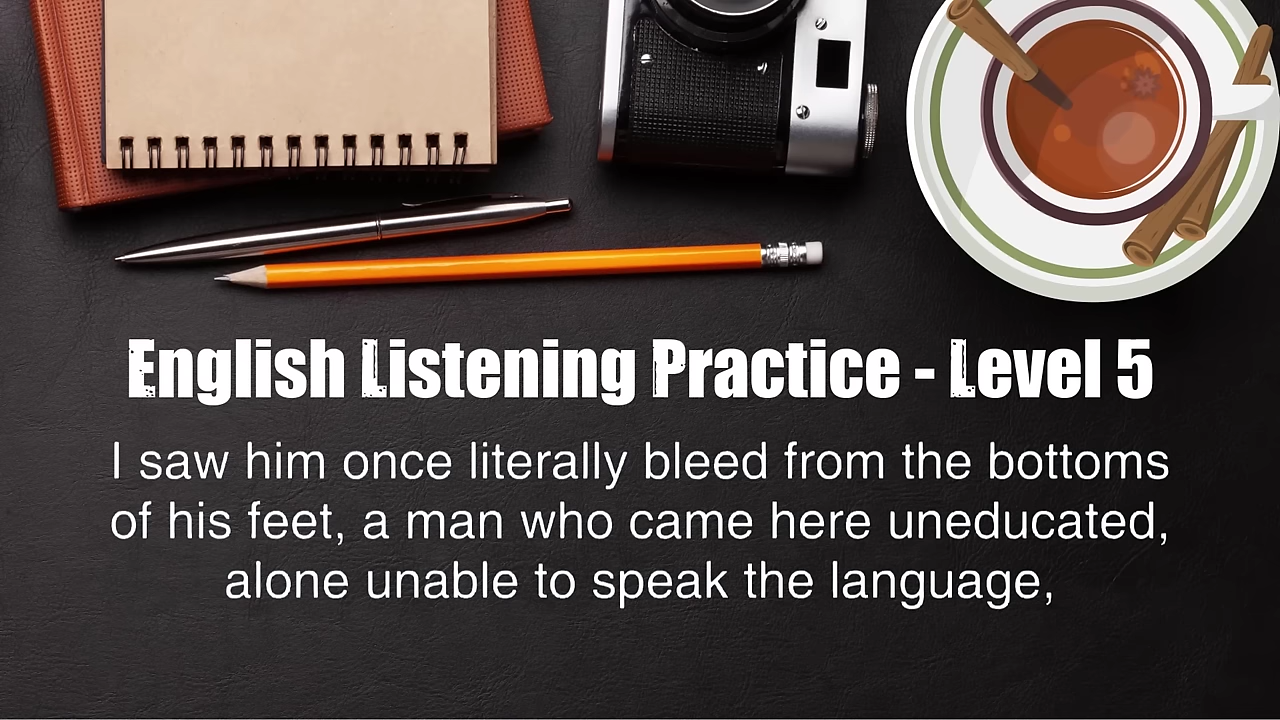 English Listening Practice - Level 5
I saw him once literally bleed from the bottoms
of his feet, a man who came here uneducated,
alone unable to speak the language,